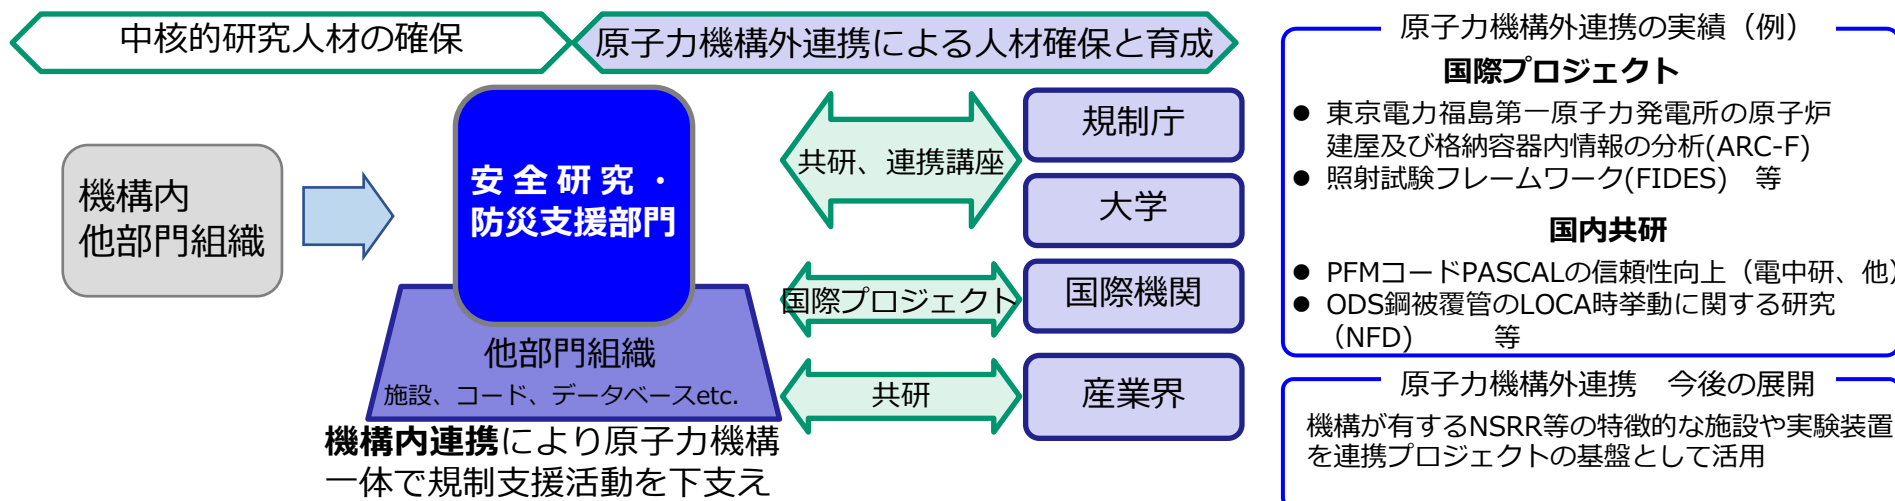 中核的研究人材の確保
原子力機構外連携による人材確保と育成
機構内
他部門組織
安全研究・
防災支援部門
他部門組織
施設、コード、データベースetc.
機構内連携により原子力機構
一体で規制支援活動を下支え
共研、連携講座
国際プロジェクト
共研
規制庁
大学
国際機関
産業界
原子力機構外連携の実績（例）
国際プロジェクト
● 東京電力福島第一原子力発電所の原子炉
建屋及び格納容器内情報の分析(ARC-F)
● 照射試験フレームワーク(FIDES)　等
国内共研
● PFMコードPASCALの信頼性向上（電中研、他）
● ODS鋼被覆管のLOCA時挙動に関する研究
（NFD)　　　等
原子力機構外連携　今後の展開
機構が有するNSRR等の特徴的な施設や実験装置
を連携プロジェクトの基盤として活用